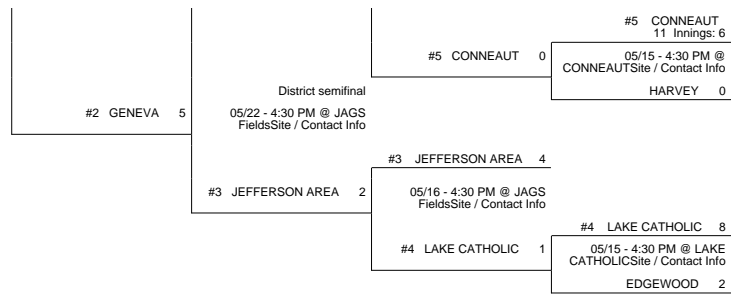 #5 CONNEAUT
11 Innings: 6
#5 CONNEAUT 0
05/15 - 4:30 PM @
CONNEAUTSite / Contact Info
HARVEY 0
District semifinal
#2 GENEVA 5
05/22 - 4:30 PM @ JAGS
FieldsSite / Contact Info
#3 JEFFERSON AREA 4
#3 JEFFERSON AREA 2
05/16 - 4:30 PM @ JAGS
FieldsSite / Contact Info
#4 LAKE CATHOLIC 8
#4 LAKE CATHOLIC 1
05/15 - 4:30 PM @ LAKE
CATHOLICSite / Contact Info
EDGEWOOD 2